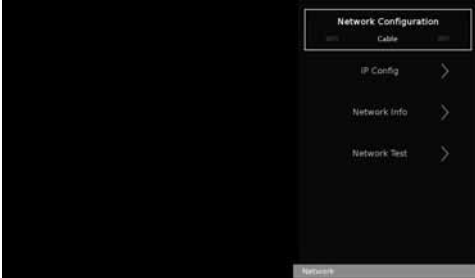 Network Configuration
Cable
IP Config
Network Info
Network Test
Network